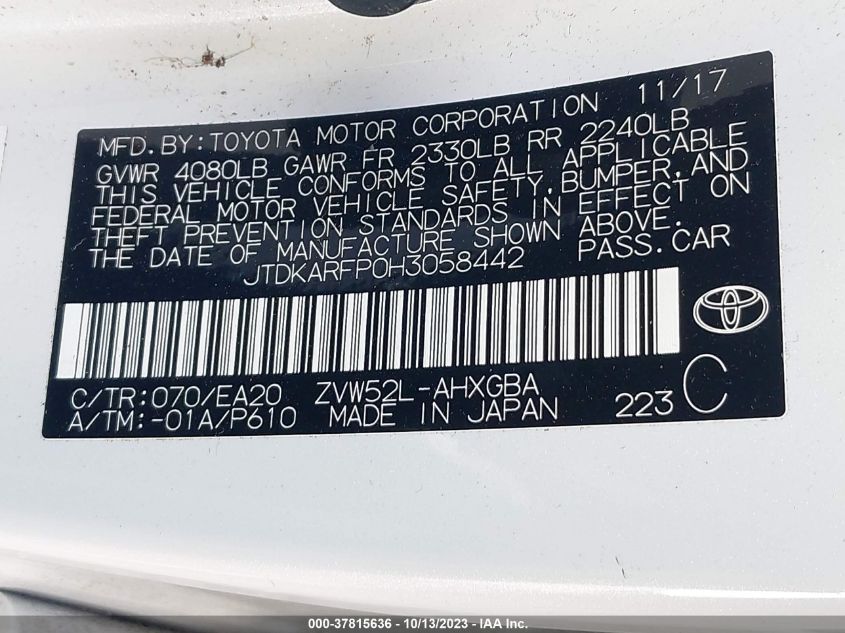 MFD.BY:TOYOTA MOTOR CORPORATION 11/17
GVWR 4080LB GAWR FR 2330LB RR 2240LB
THIS VEHICLE CONFORMS TO ALL APPLICABLE
FEDERAL MOTOR VEHICLE SAFETY,BUMPER,AND
THEFT PREVENTION STANDARDS IN EFFECT ON
THE DATE OF MANUFACTURE SHOWN ABOVE.
JTDKARFP0H3058442 PASS.CAR
C/TR:070/EA20 ZVW52L-AHXGBA
A/TM:-01A/P610 MADE IN JAPAN 223 C
000-37815636 - 10/13/2023 - IAA Inc.